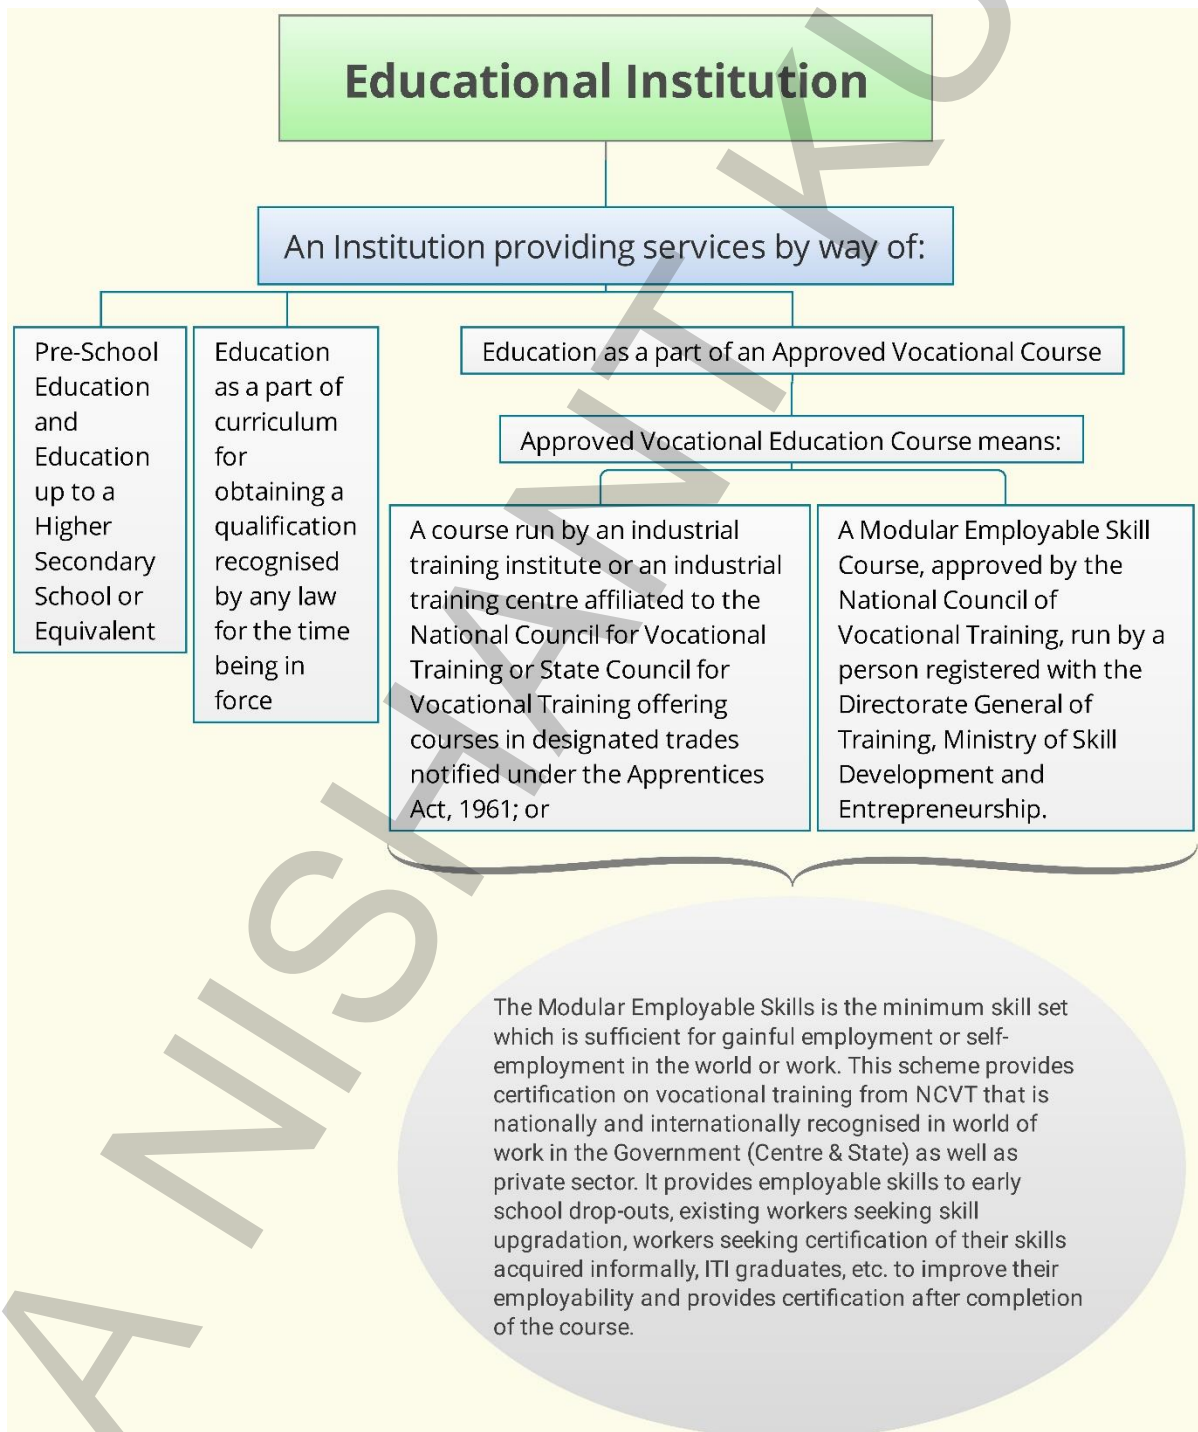 Educational Institution
An Institution providing services by way of:
Pre-School
Education
and
Education
up to a
Higher
Secondary
School or
Equivalent
Education
as a part of
curriculum
for
obtaining a
qualification
recognised
by any law
for the time
being in
force
Education as a part of an Approved Vocational Course
Approved Vocational Education Course means:
A course run by an industrial
training institute or an industrial
training centre affiliated to the
National Council for Vocational
Training or State Council for
Vocational Training offering
courses in designated trades
notified under the Apprentices
Act, 1961; or
A Modular Employable Skill
Course, approved by the
National Council of
Vocational Training, run by a
person registered with the
Directorate General of
Training, Ministry of Skill
Development and
Entrepreneurship.
The Modular Employable Skills is the minimum skill set
which is sufficient for gainful employment or self-
employment in the world or work. This scheme provides
certification on vocational training from NCVT that is
nationally and internationally recognised in world of
work in the Government (Centre & State) as well as
private sector. It provides employable skills to early
school drop-outs, existing workers seeking skill
upgradation, workers seeking certification of their skills
acquired informally, ITI graduates, etc. to improve their
employability and provides certification after completion
of the course.
A NISHANT KU